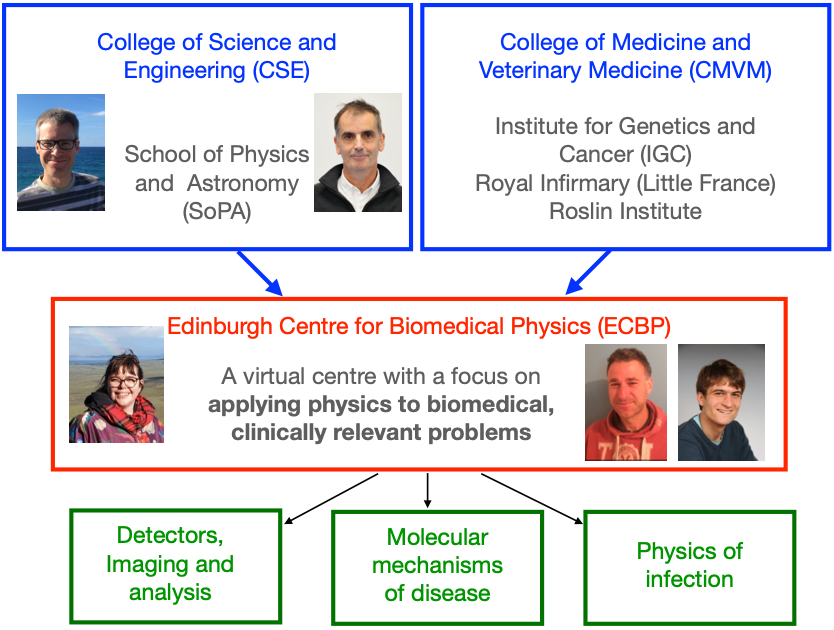 College of Science and
Engineering (CSE)
School of Physics
and Astronomy
(SoPA)
College of Medicine and
Veterinary Medicine (CMVM)
Institute for Genetics and
Cancer (IGC)
Royal Infirmary (Little France)
Roslin Institute
Edinburgh Centre for Biomedical Physics (ECBP)
A virtual centre with a focus on
applying physics to biomedical,
clinically relevant problems
Detectors,
Imaging and
analysis
Molecular
mechanisms
of disease
Physics of
infection